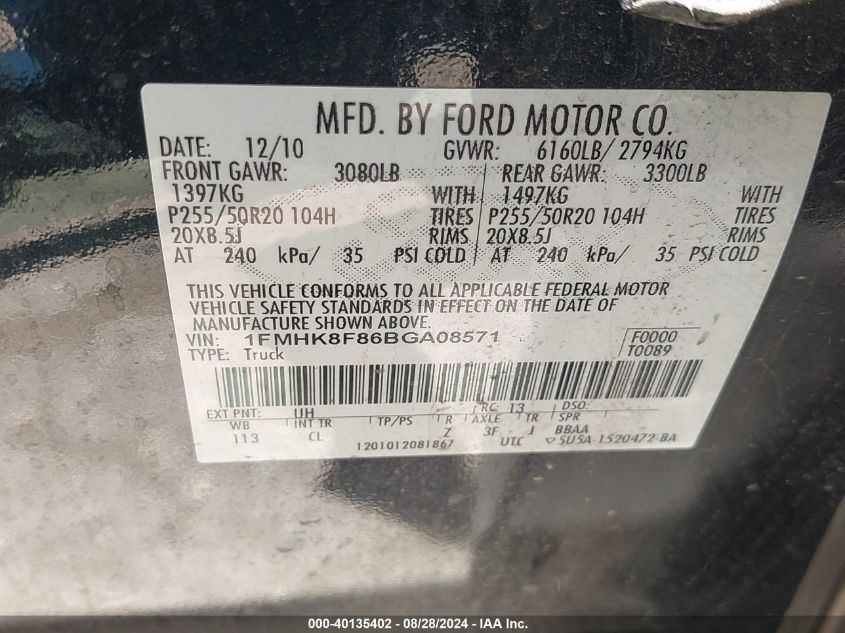 MFD. BY FORD MOTOR CO.
DATE: 12/10 GVWR: 6160LB/ 2794KG
FRONT GAWR: 3080LB REAR GAWR: 3300LB
1397KG WITH 1497KG WITH
P255/50R20 104H TIRES P255/50R20 104H TIRES
20X8.5J RIMS 20X8.5J RIMS
AT 240 kPa/ 35 PSI COLD AT 240 kPa/ 35 PSI COLD
THIS VEHICLE CONFORMS TO ALL APPLICABLE FEDERAL MOTOR
VEHICLE SAFETY STANDARDS IN EFFECT ON THE DATE OF
MANUFACTURE SHOWN ABOVE.
VIN: 1FMHK8F86BGA08571 F0000
TYPE: Truck T0089
EXT PNT: UH RC: 13 DSO:
WB INT TR TP/PS R AXLE TR SPR
113 CL Z 3F J BBAA
1201012081867 UTC ▽5U5A-1520472-BA
000-40135402 - 08/28/2024 - IAA Inc.